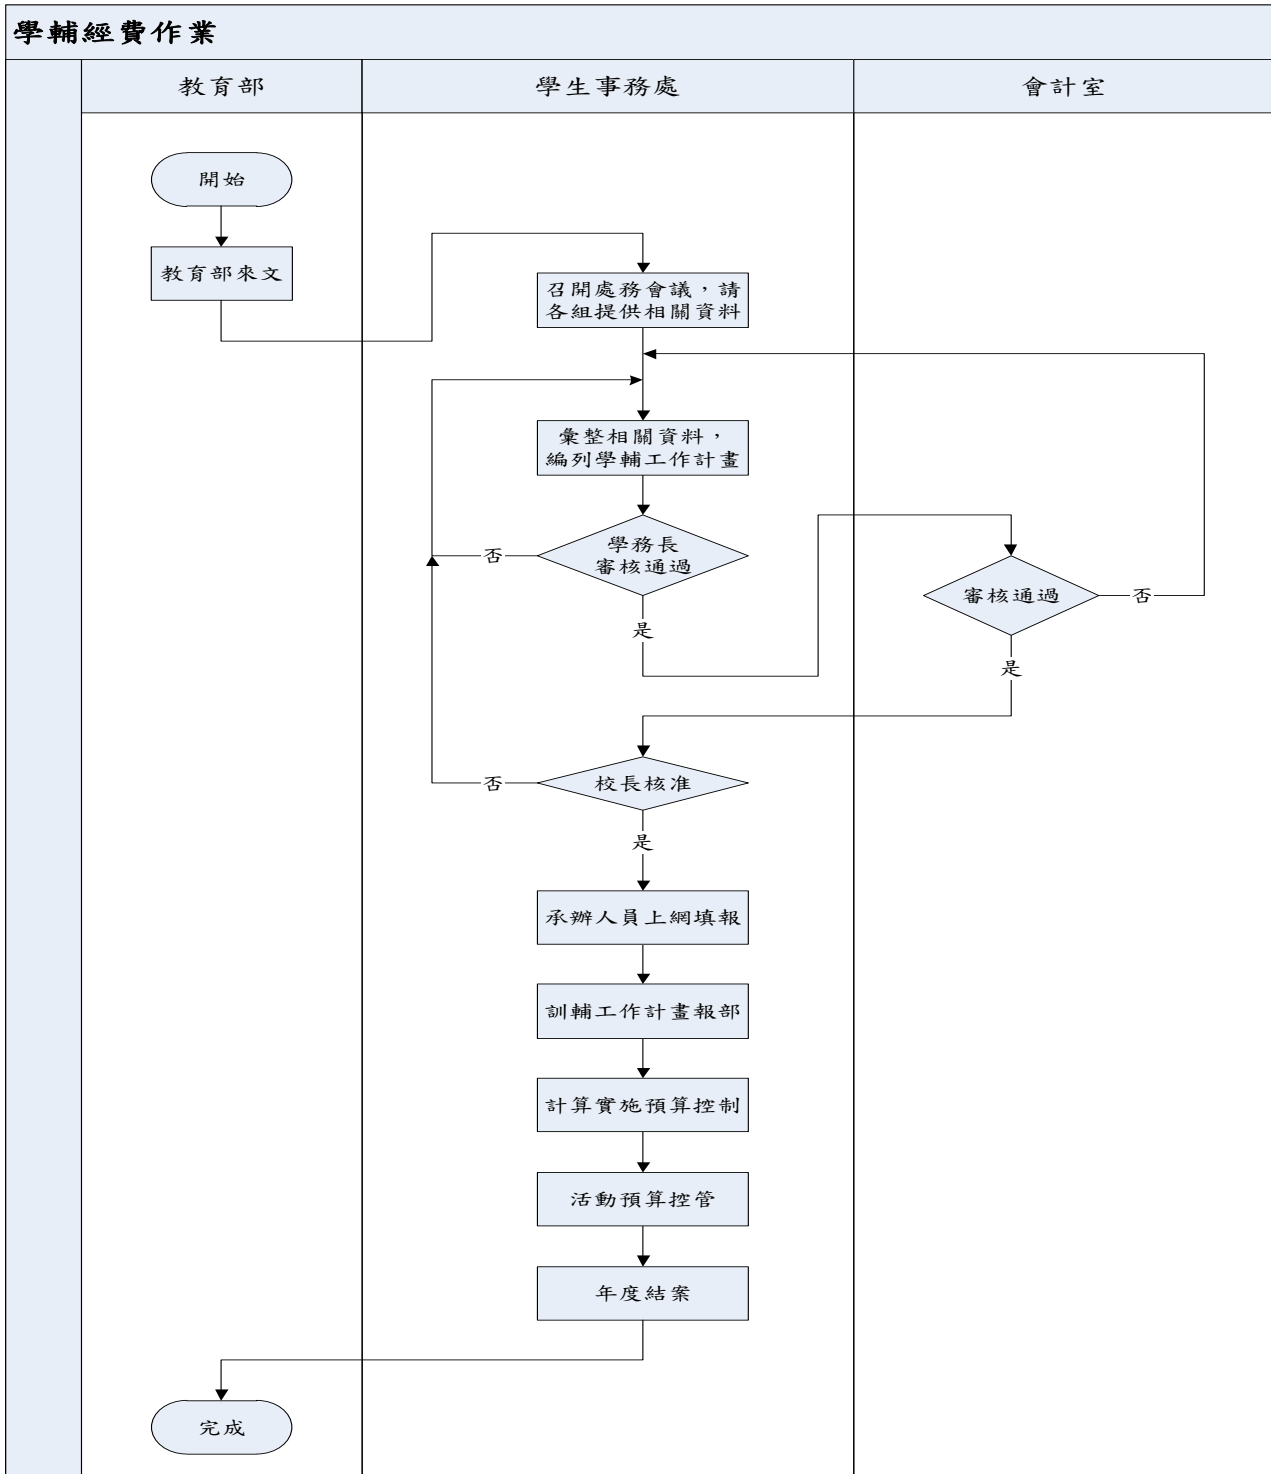 學輔經費作業
教育部
學生事務處
會計室
開始
教育部來文
召開處務會議，請
各組提供相關資料
彙整相關資料，
編列學輔工作計畫
學務長
審核通過
否
是
審核通過
否
是
校長核准
否
是
承辦人員上網填報
訓輔工作計畫報部
計算實施預算控制
活動預算控管
年度結案
完成